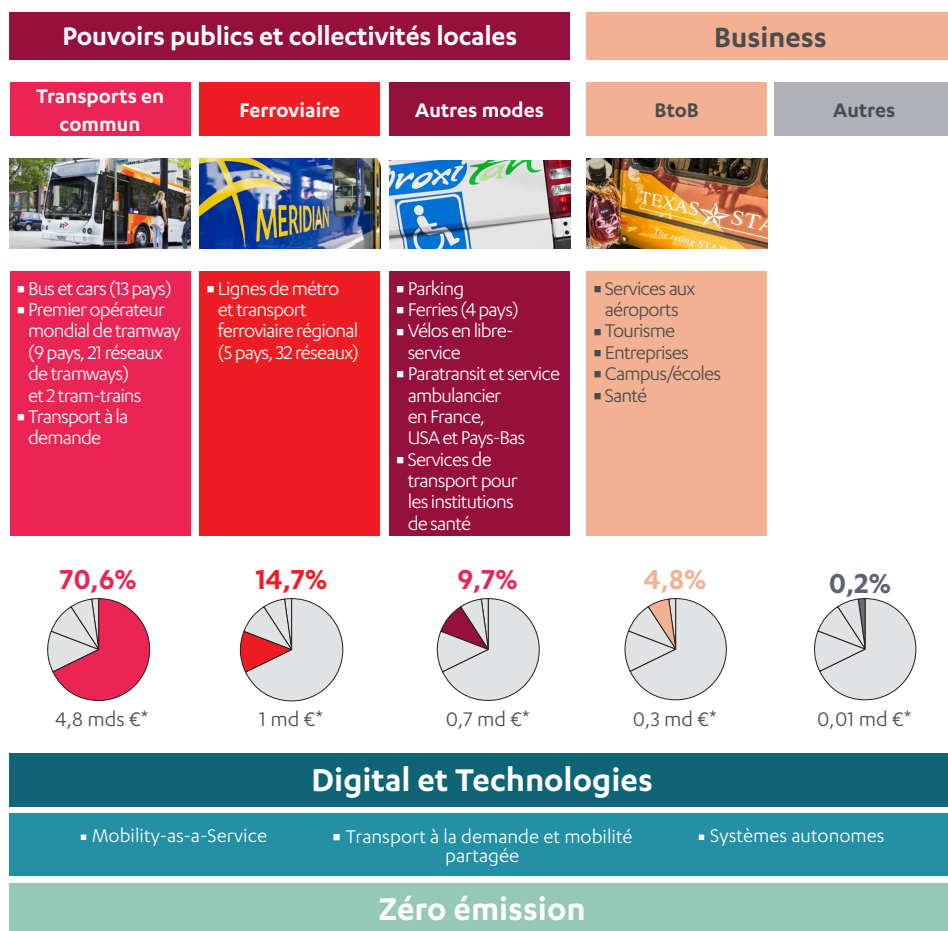 Pouvoirs publics et collectivités locales
Business
Transports en
commun
Ferroviaire
Autres modes
BtoB
Autres
MERIDIAN
proxi tan
TEXAS STA
The rising STAR
▪ Bus et cars (13 pays)
▪ Premier opérateur
mondial de tramway
(9 pays, 21 réseaux
de tramways)
et 2 tram-trains
▪ Transport à la
demande
▪ Lignes de métro
et transport
ferroviaire régional
(5 pays, 32 réseaux)
▪ Parking
▪ Ferries (4 pays)
▪ Vélos en libre-
service
▪ Paratransit et service
ambulancier
en France,
USA et Pays-Bas
▪ Services de
transport pour
les institutions
de santé
▪ Services aux
aéroports
▪ Tourisme
▪ Entreprises
▪ Campus/écoles
▪ Santé
70,6%
14,7%
9,7%
4,8%
0,2%
4,8 mds €*
1 md €*
0,7 md €*
0,3 md €*
0,01 md €*
Digital et Technologies
▪ Mobility-as-a-Service
▪ Transport à la demande et mobilité
partagée
▪ Systèmes autonomes
Zéro émission